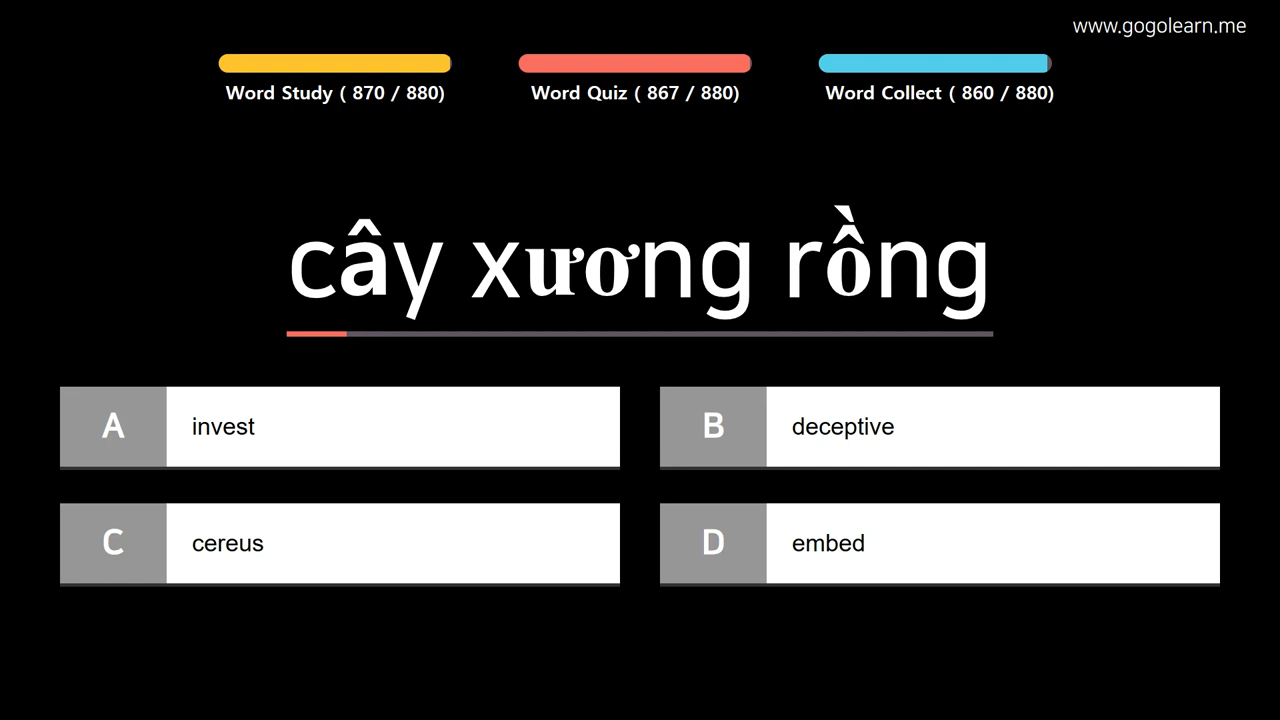 www.gogolearn.me
Word Study ( 870 / 880)
Word Quiz ( 867 / 880)
Word Collect ( 860 / 880)
cây xương rồng
A invest
B deceptive
C cereus
D embed